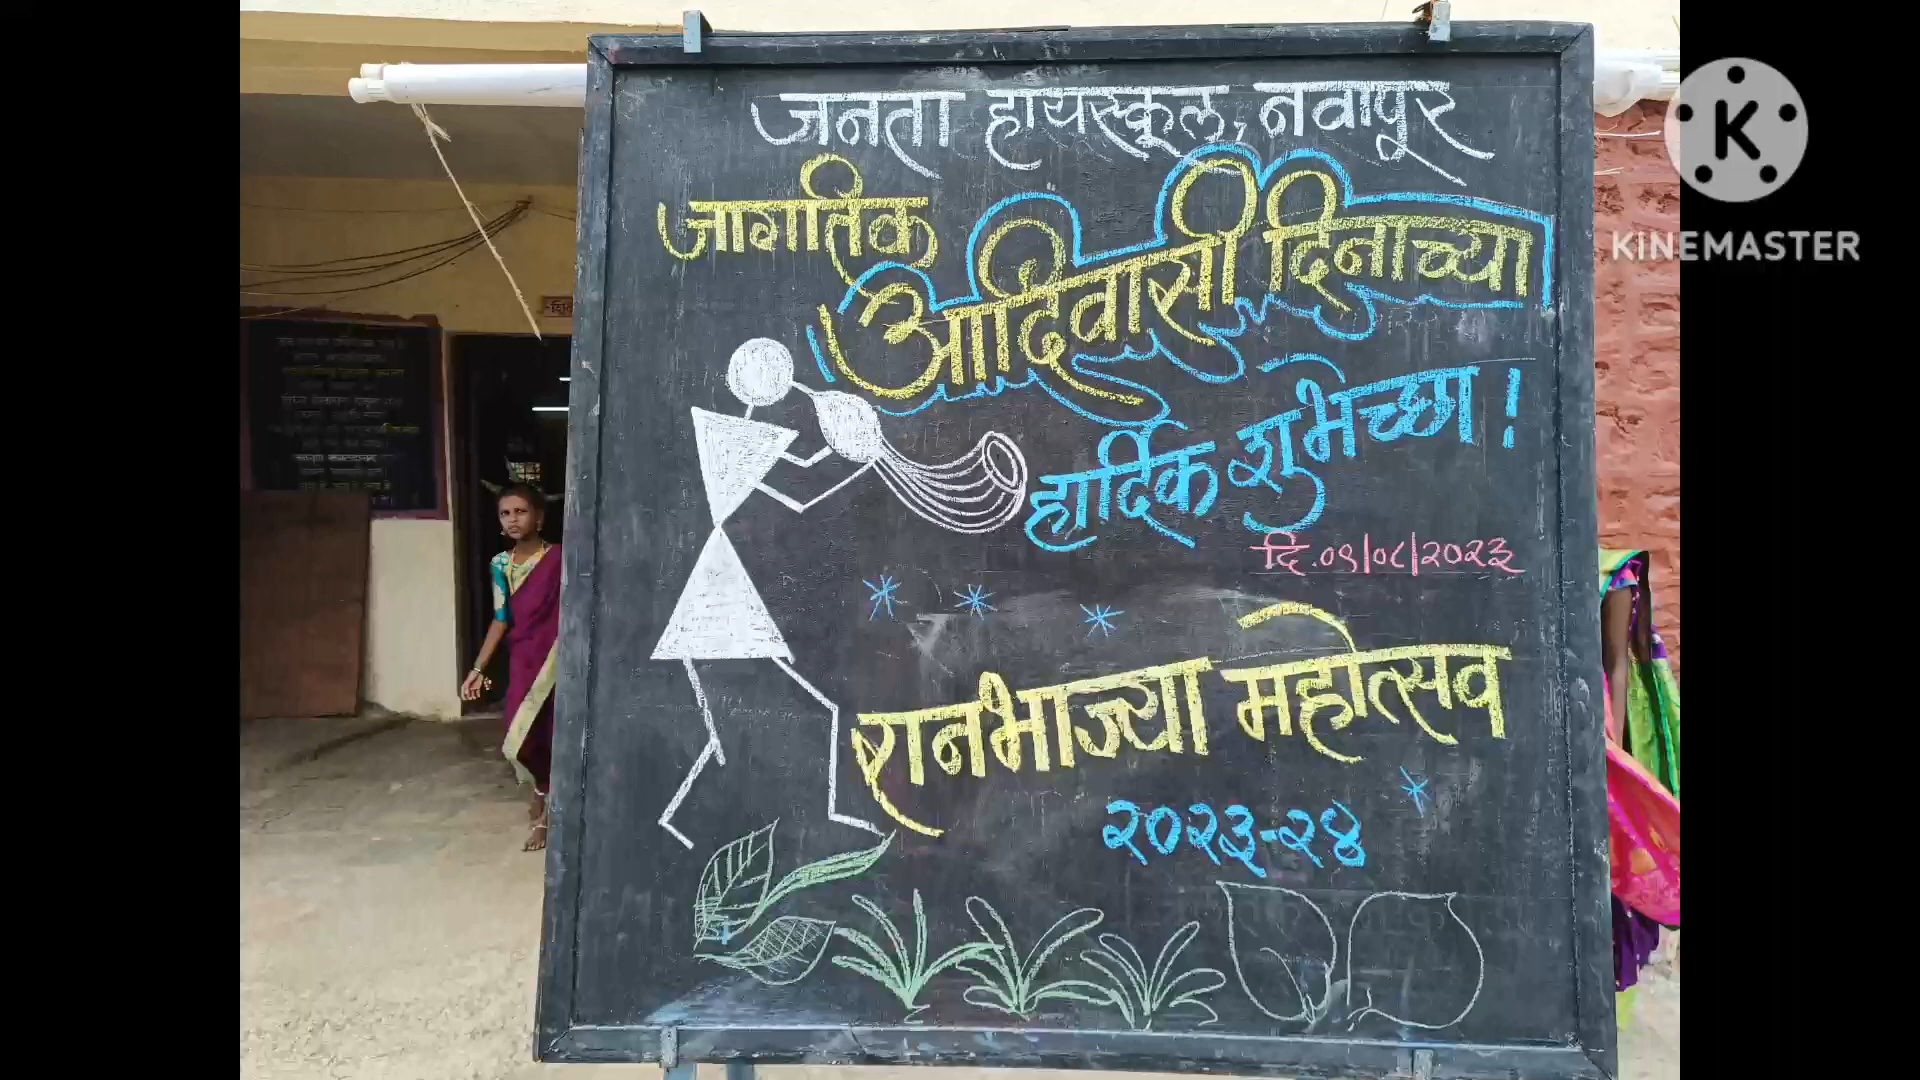 जनता हायस्कूल, नवापूर
जागतिक
आदिवासी दिनाच्या
हार्दिक शुभेच्छा !
दि.०९/०८/२०२३
रानभाज्या महोत्सव
२०२३-२४
KINEMASTER